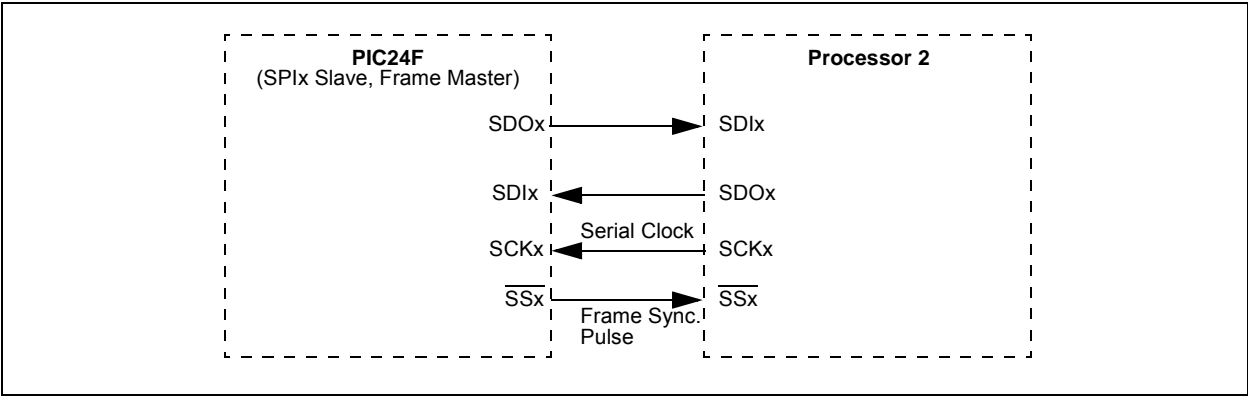 PIC24F
(SPIx Slave, Frame Master)
Processor 2
SDOx
SDIx
SDIx
SDOx
Serial Clock
SCKx
SCKx
SSx
SSx
Frame Sync.
Pulse